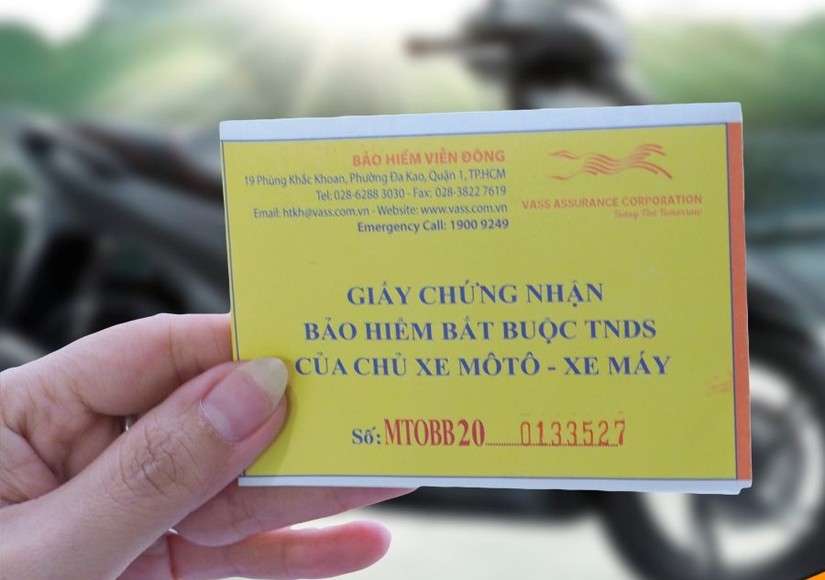 BẢO HIỂM VIỄN ĐÔNG
19 Phùng Khắc Khoan, Phường Đa Kao, Quận 1, TP.HCM
Tel: 028-6288 3030 - Fax: 028-3822 7619
Email: htkh@vass.com.vn - Website: www.vass.com.vn
Emergency Call: 1900 9249
VASS ASSURANCE CORPORATION
Today Not Tomorrow
GIẤY CHỨNG NHẬN
BẢO HIỂM BẮT BUỘC TNDS
CỦA CHỦ XE MÔTÔ - XE MÁY
Số: MTOBB20 0133527